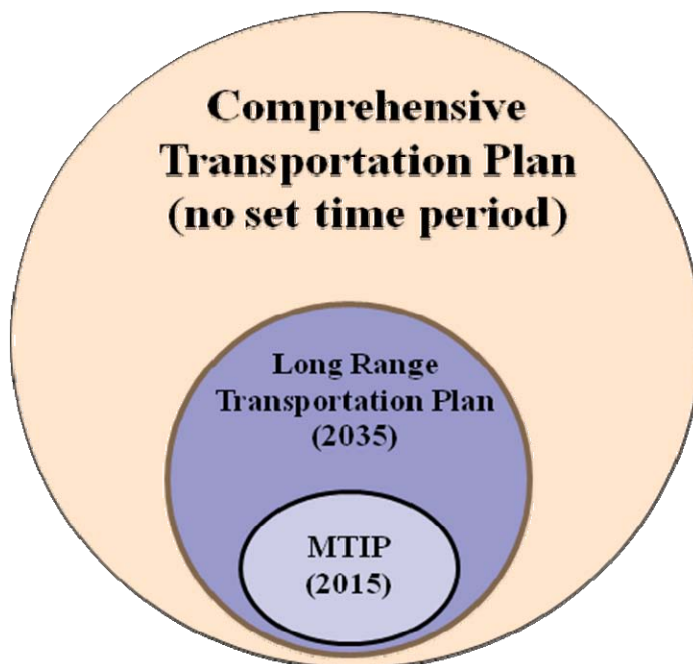 Comprehensive
Transportation Plan
(no set time period)
Long Range
Transportation Plan
(2035)
MTIP
(2015)